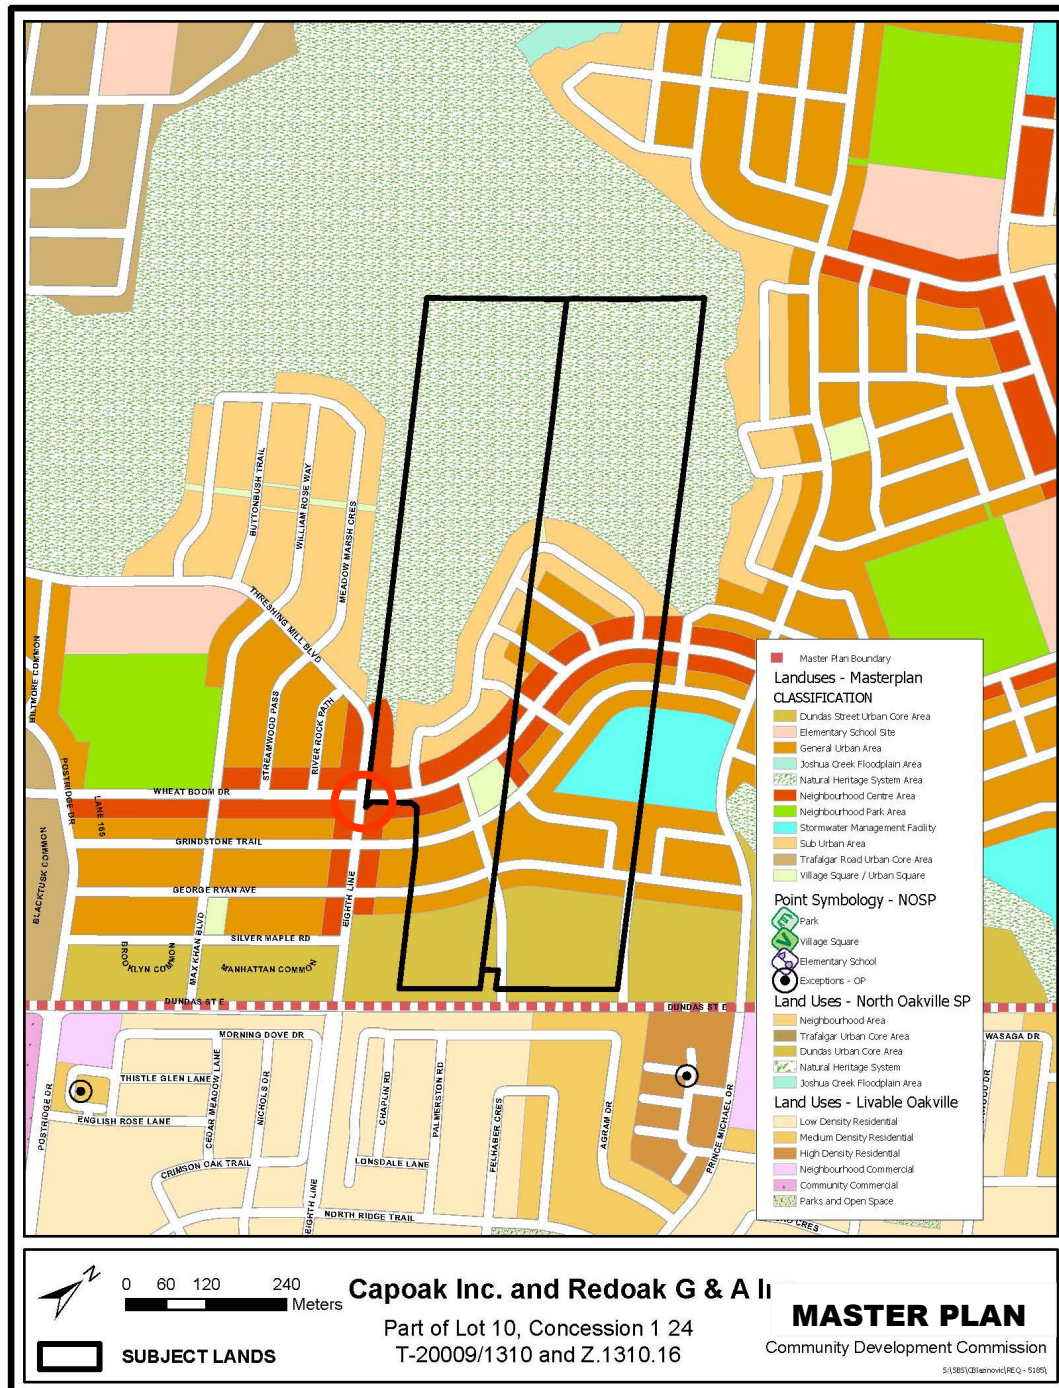 BUTTONBUSH TRAIL
WILLIAM ROSE WAY
MEADOW MARSH CRES
THRESHING MILL BLVD
BILTMORE COMMON
STREAMWOOD PASS
RIVER ROCK PATH
POSTRIDGE DR
LANE 165
WHEAT BOOM DR
BLACKTUSK COMMON
GRINDSTONE TRAIL
GEORGE RYAN AVE
EIGHTH LINE
MAX KHAN BLVD
SILVER MAPLE RD
BROOKLYN COMMON
MANHATTAN COMMON
DUNDAS ST E
DUNDAS ST E
MORNING DOVE DR
WASAGA DR
THISTLE GLEN LANE
CEDAR MEADOW LANE
NICHOLS DR
CHAPLIN RD
PALMERSTON RD
POSTRIDGE DR
ENGLISH ROSE LANE
FELHABER CRES
AGRAM DR
PRINCE MICHAEL DR
CRIMSON OAK TRAIL
LONSDALE LANE
EIGHTH LINE
NORTH RIDGE TRAIL
CRES
Master Plan Boundary
Landuses - Masterplan
CLASSIFICATION
Dundas Street Urban Core Area
Elementary School Site
General Urban Area
Joshua Creek Floodplain Area
Natural Heritage System Area
Neighbourhood Centre Area
Neighbourhood Park Area
Stormwater Management Facility
Sub Urban Area
Trafalgar Road Urban Core Area
Village Square / Urban Square
Point Symbology - NOSP
Park
Village Square
Elementary School
Exceptions - OP
Land Uses - North Oakville SP
Neighbourhood Area
Trafalgar Urban Core Area
Dundas Urban Core Area
Natural Heritage System
Joshua Creek Floodplain Area
Land Uses - Livable Oakville
Low Density Residential
Medium Density Residential
High Density Residential
Neighbourhood Commercial
Community Commercial
Parks and Open Space
N
0 60 120 240
Meters
SUBJECT LANDS
Capoak Inc. and Redoak G & A
Part of Lot 10, Concession 1 24
T-20009/1310 and Z.1310.16
MASTER PLAN
Community Development Commission